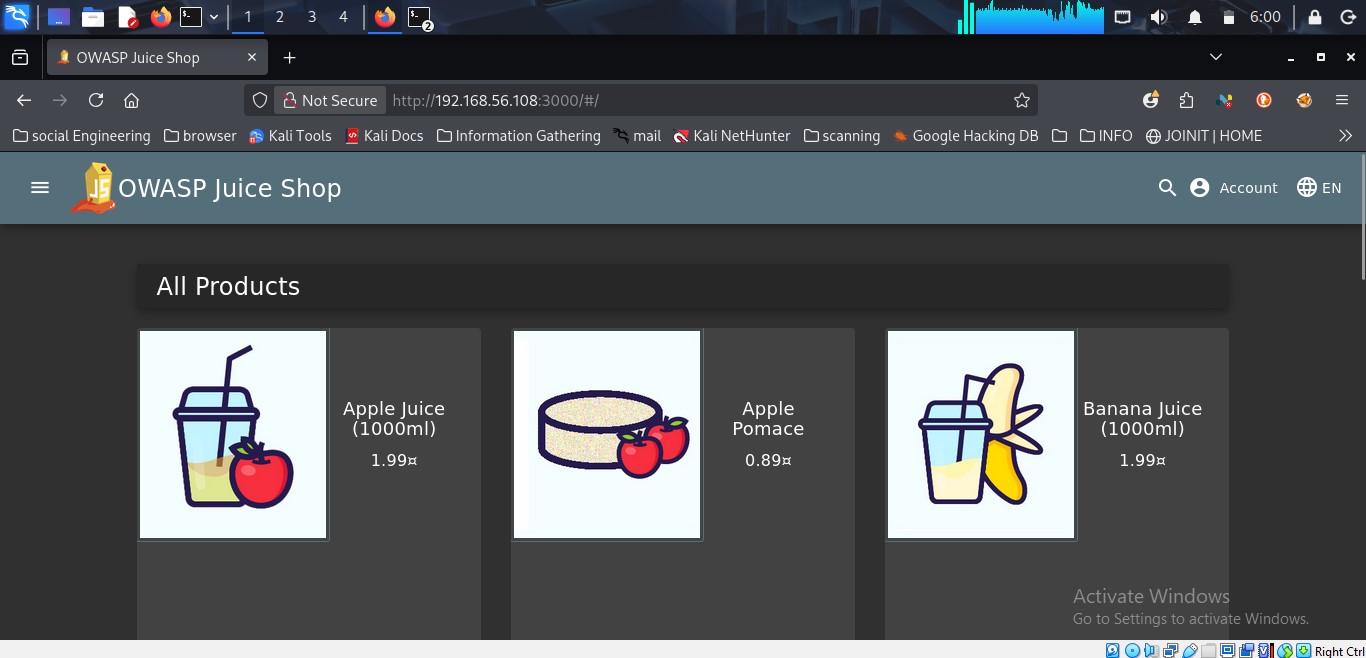 1 2 3 4 2 6:00
OWASP Juice Shop
Not Secure http://192.168.56.108:3000/#/
social Engineering browser Kali Tools Kali Docs Information Gathering mail Kali NetHunter scanning Google Hacking DB INFO JOINIT | HOME
JS OWASP Juice Shop Account EN
All Products
Apple Juice
(1000ml)
1.99¤
Apple
Pomace
0.89¤
Banana Juice
(1000ml)
1.99¤
Activate Windows
Go to Settings to activate Windows.
Right Ctrl